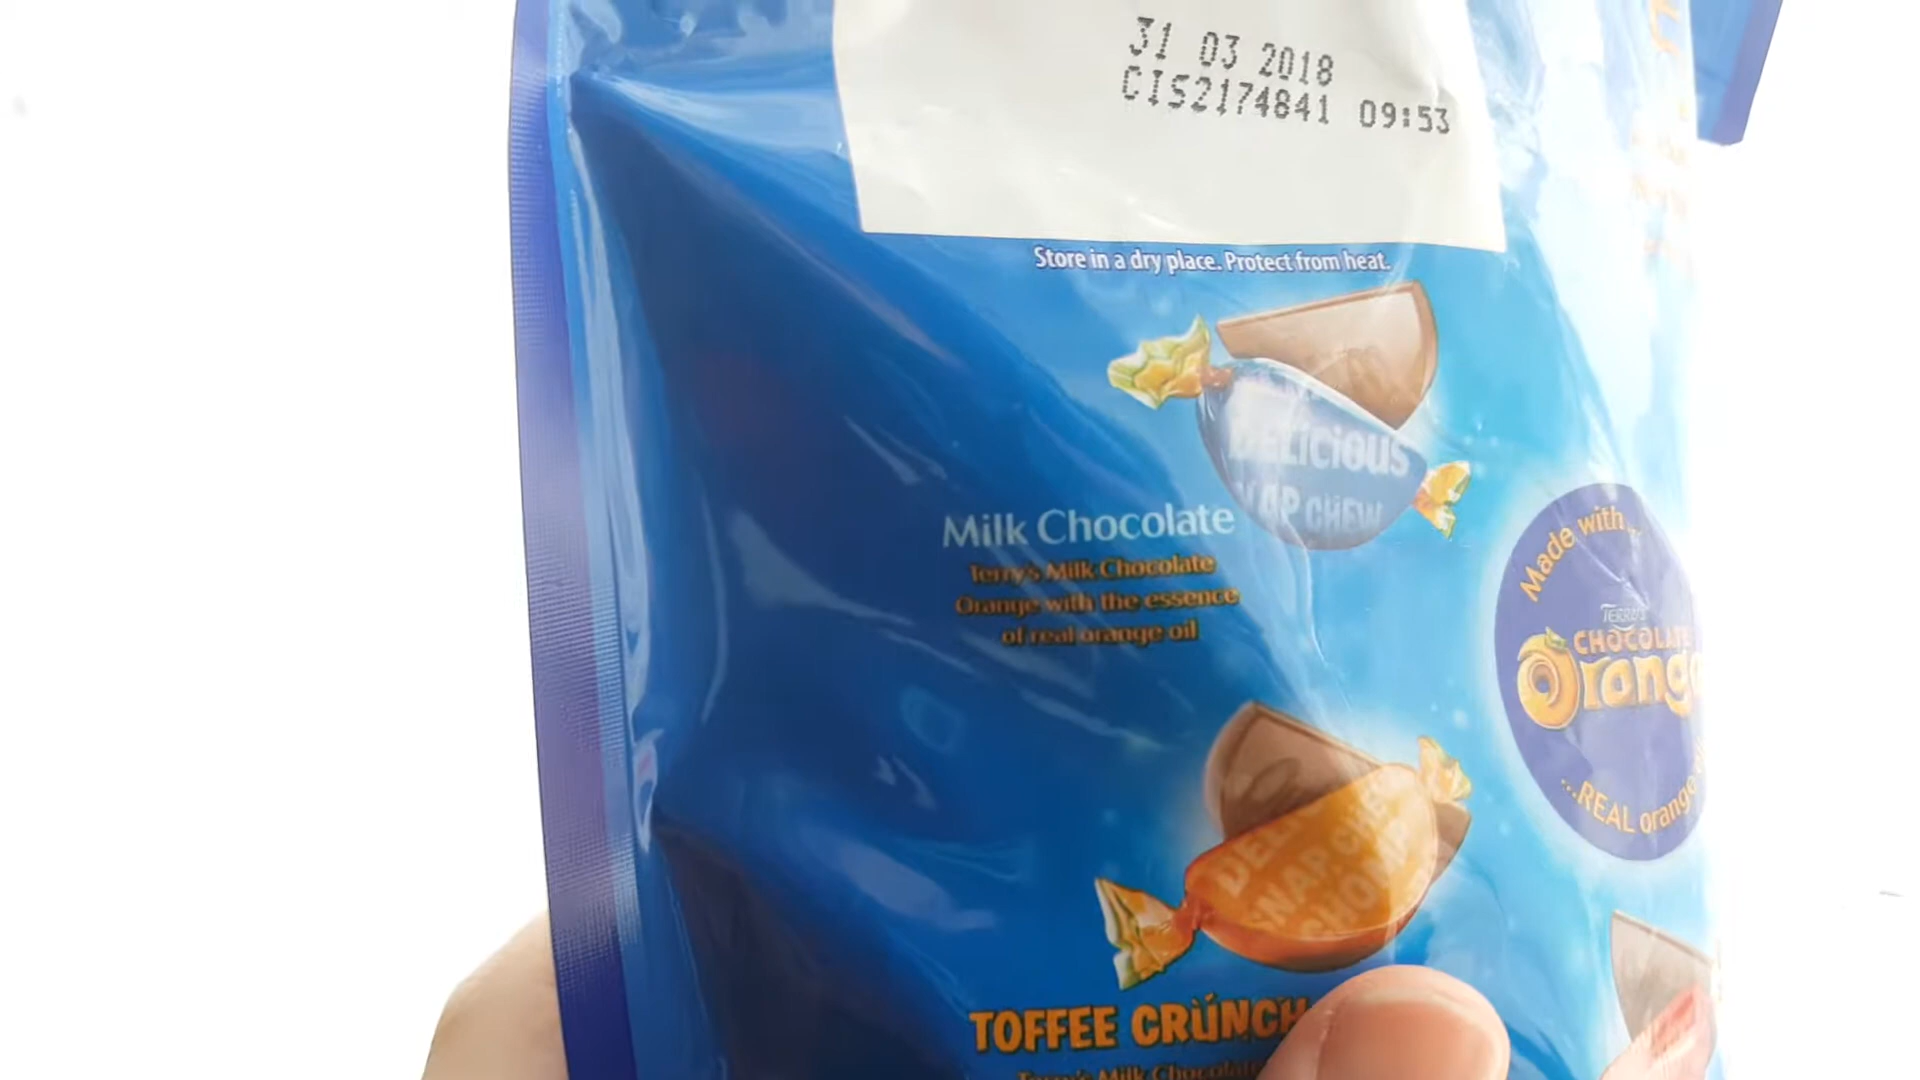 31 03 2018
CIS2174841 09:53
Store in a dry place. Protect from heat.
DELiCiOUS
CHEW
Milk Chocolate
Terry's Milk Chocolate
Orange with the essence
of real orange oil
Made with...
TERRY'S
CHOCOLATE
Orange
...REAL orange
SNAP
TOFFEE CRÚNCH
Terry's Milk Chocolate